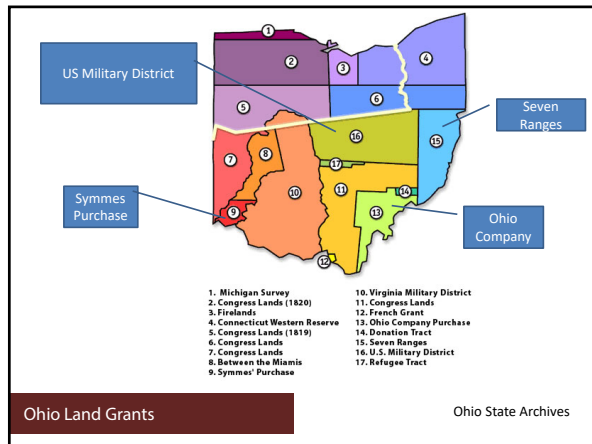 1
2
3
4
US Military District
5
6
Seven
Ranges
16
15
7
8
17
10
11
14
Symmes
Purchase
9
13
Ohio
Company
12
1. Michigan Survey
2. Congress Lands (1820)
3. Firelands
4. Connecticut Western Reserve
5. Congress Lands (1819)
6. Congress Lands
7. Congress Lands
8. Between the Miamis
9. Symmes' Purchase
10. Virginia Military District
11. Congress Lands
12. French Grant
13. Ohio Company Purchase
14. Donation Tract
15. Seven Ranges
16. U.S. Military District
17. Refugee Tract
Ohio Land Grants
Ohio State Archives